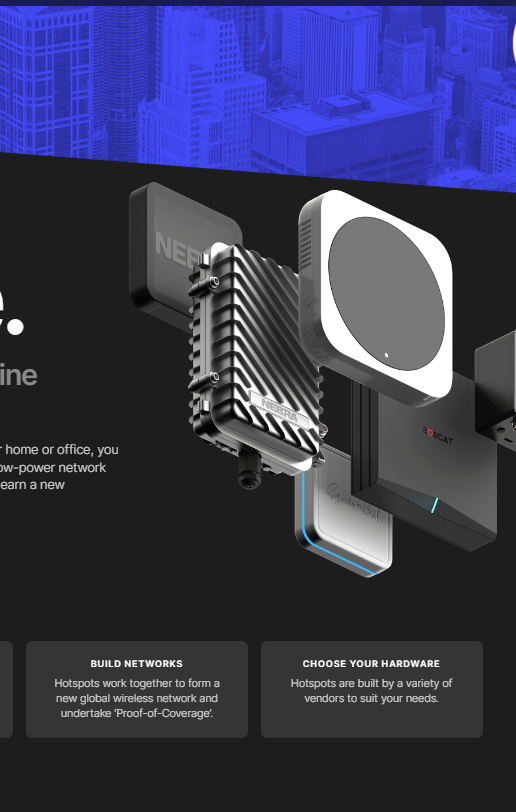 e.
ine
r home or office, you
ow-power network
earn a new
NEBRA
BOBCAT
BUILD NETWORKS
Hotspots work together to form a
new global wireless network and
undertake 'Proof-of-Coverage'.
CHOOSE YOUR HARDWARE
Hotspots are built by a variety of
vendors to suit your needs.